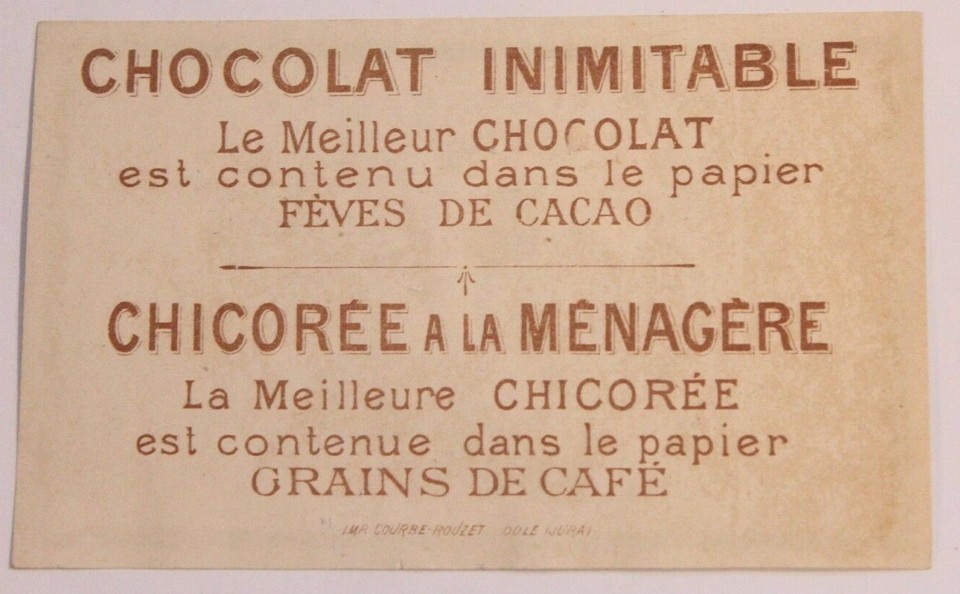 CHOCOLAT INIMITABLE
Le Meilleur CHOCOLAT
est contenu dans le papier
FÈVES DE CACAO
CHICORÉE A LA MÉNAGÈRE
La Meilleure CHICORÉE
est contenue dans le papier
GRAINS DE CAFÉ
IMP. COURBE-ROUZET DOLE (JURA)